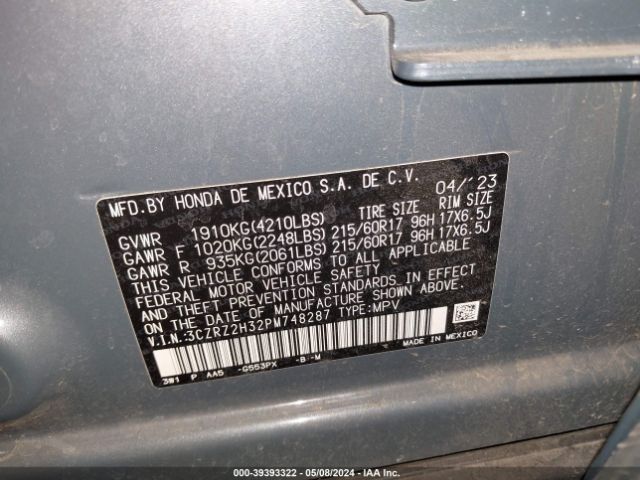 MFD.BY HONDA DE MEXICO S.A. DE C.V. 04/'23
GVWR 1910KG(4210LBS) TIRE SIZE RIM SIZE
GAWR F 1020KG(2248LBS) 215/60R17 96H 17X6.5J
GAWR R 935KG(2061LBS) 215/60R17 96H 17X6.5J
THIS VEHICLE CONFORMS TO ALL APPLICABLE
FEDERAL MOTOR VEHICLE SAFETY
AND THEFT PREVENTION STANDARDS IN EFFECT
ON THE DATE OF MANUFACTURE SHOWN ABOVE.
V.I.N.:3CZRZ2H32PM748287 TYPE:MPV
3W1 P AA5 -G553PX -B -M
MADE IN MEXICO
000-39393322 - 05/08/2024 - IAA Inc.